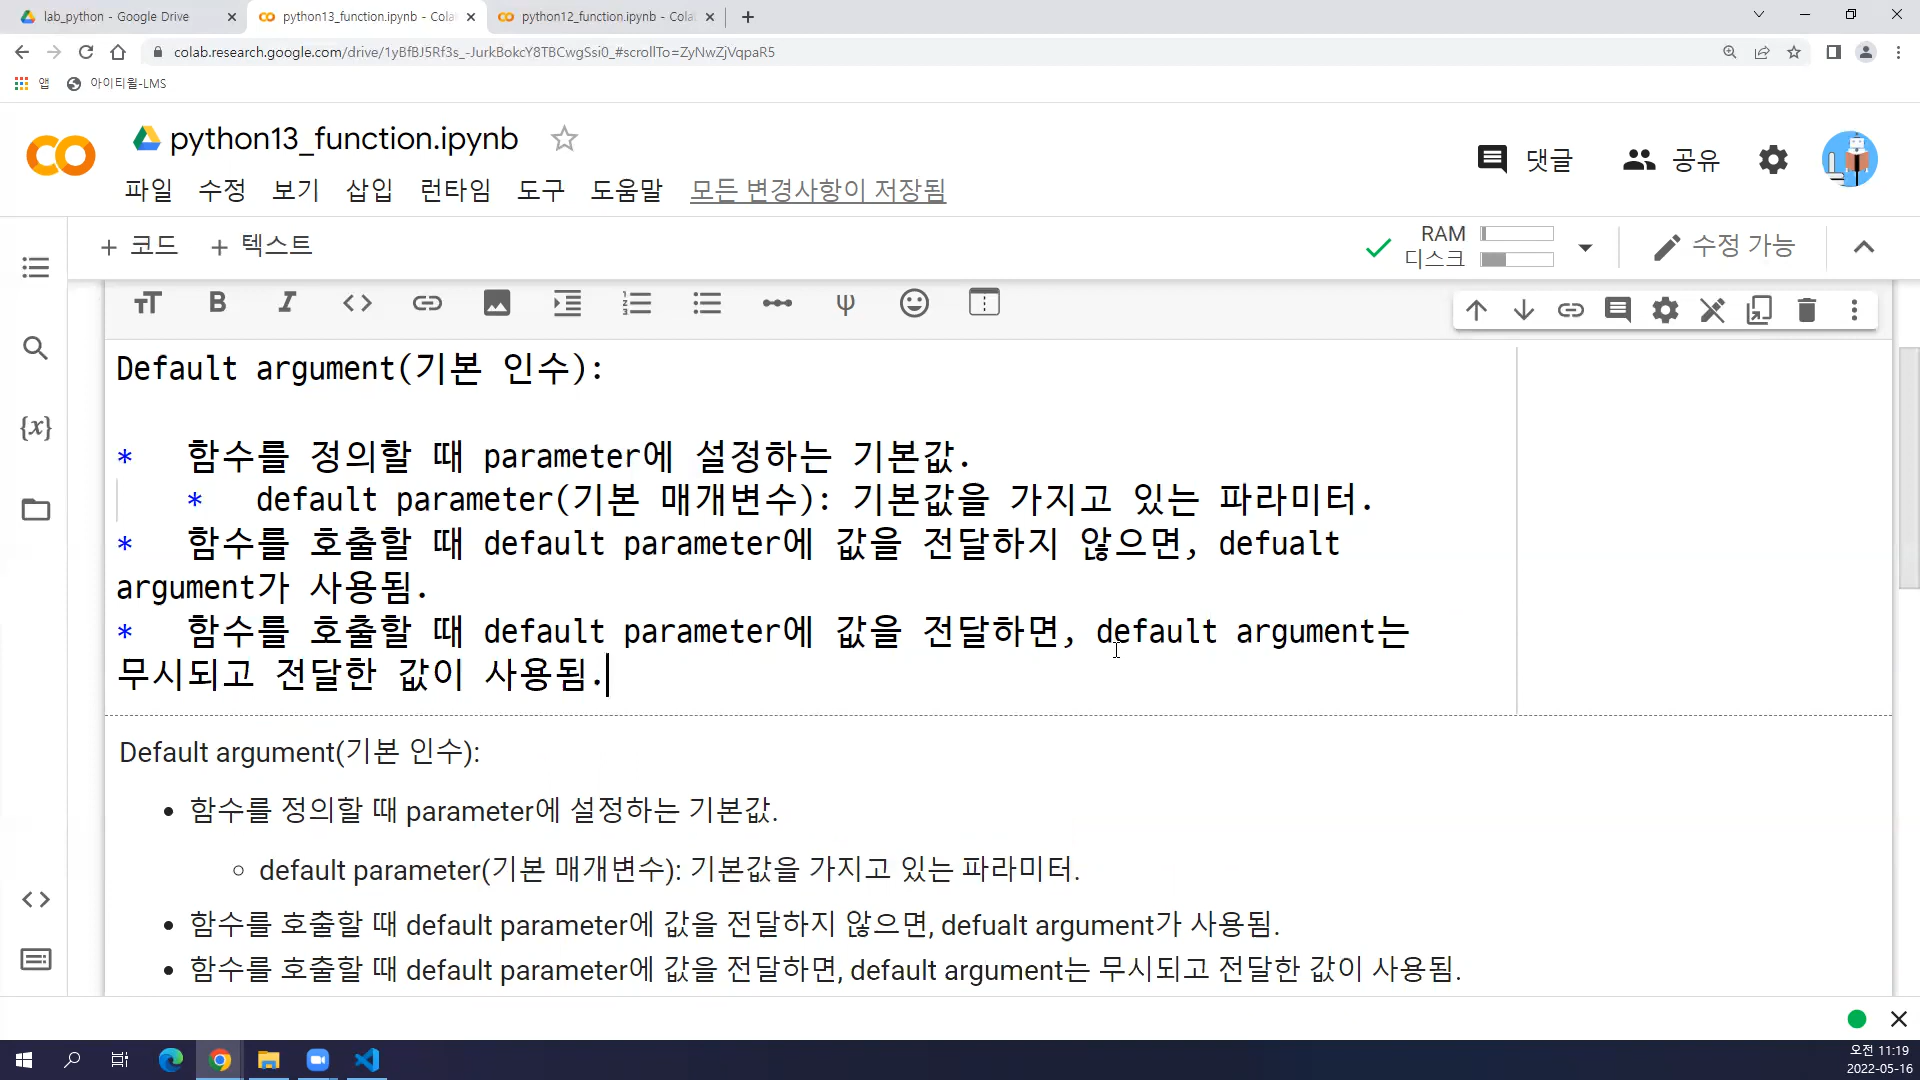 lab_python - Google Drive
python13_function.ipynb - Cola
python12_function.ipynb - Cola
colab.research.google.com/drive/1yBfBJ5Rf3s_-JurkBokcY8TBCwgSsi0_#scrollTo=ZyNwZjVqpaR5
앱
아이티윌-LMS
python13_function.ipynb
댓글
공유
파일 수정 보기 삽입 런타임 도구 도움말 모든 변경사항이 저장됨
+ 코드 + 텍스트
RAM
디스크
수정 가능
Default argument(기본 인수):
* 함수를 정의할 때 parameter에 설정하는 기본값.
* default parameter(기본 매개변수): 기본값을 가지고 있는 파라미터.
* 함수를 호출할 때 default parameter에 값을 전달하지 않으면, defualt
argument가 사용됨.
* 함수를 호출할 때 default parameter에 값을 전달하면, default argument는
무시되고 전달한 값이 사용됨.
Default argument(기본 인수):
• 함수를 정의할 때 parameter에 설정하는 기본값.
◦ default parameter(기본 매개변수): 기본값을 가지고 있는 파라미터.
• 함수를 호출할 때 default parameter에 값을 전달하지 않으면, defualt argument가 사용됨.
• 함수를 호출할 때 default parameter에 값을 전달하면, default argument는 무시되고 전달한 값이 사용됨.
오전 11:19
2022-05-16